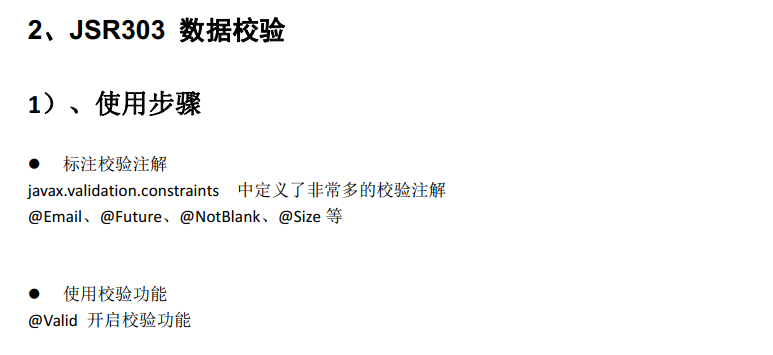 2、JSR303 数据校验
1）、使用步骤
● 标注校验注解
javax.validation.constraints 中定义了非常多的校验注解
@Email、@Future、@NotBlank、@Size 等
● 使用校验功能
@Valid 开启校验功能